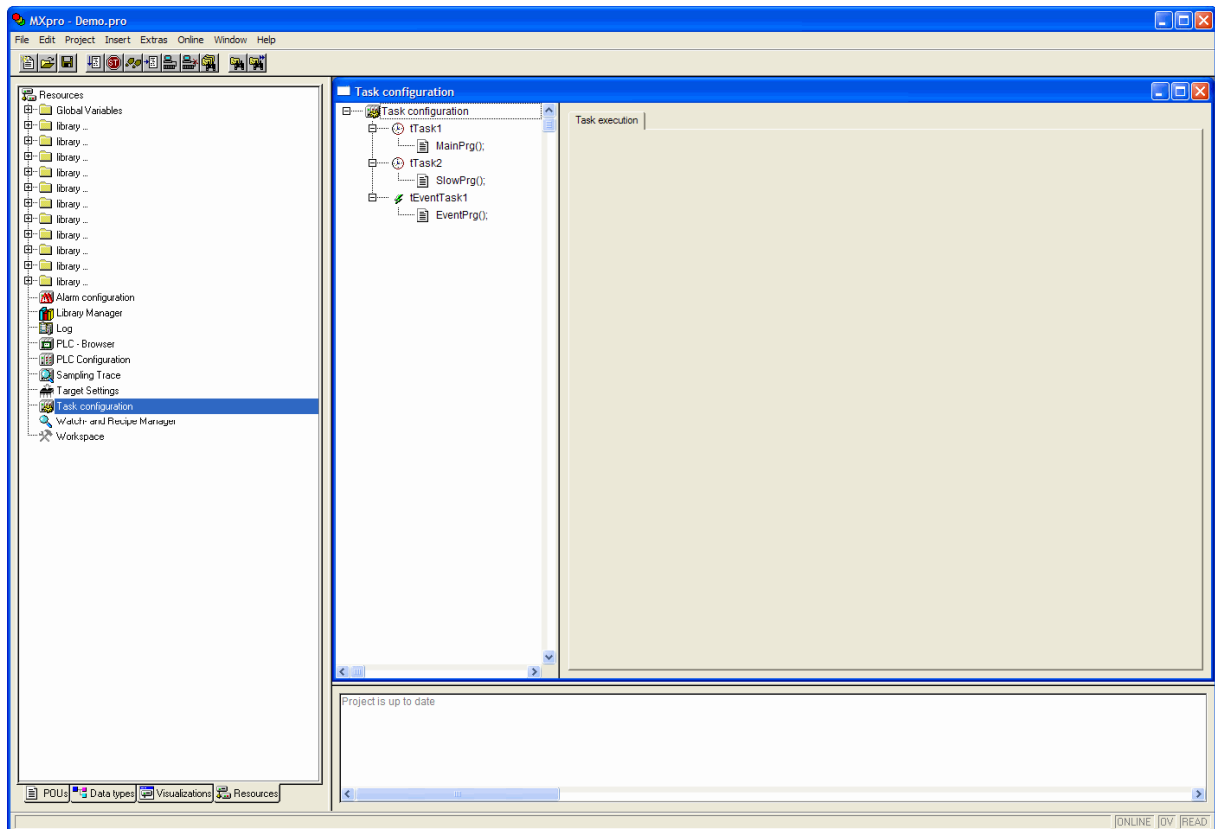 MXpro - Demo.pro
File Edit Project Insert Extras Online Window Help
Resources
Global Variables
library ...
library ...
library ...
library ...
library ...
library ...
library ...
library ...
library ...
library ...
library ...
Alarm configuration
Library Manager
Log
PLC - Browser
PLC Configuration
Sampling Trace
Target Settings
Task configuration
Watch- and Recipe Manager
Workspace
POUs Data types Visualizations Resources
Task configuration
Task configuration
tTask1
MainPrg();
tTask2
SlowPrg();
tEventTask1
EventPrg();
Task execution
Project is up to date
ONLINE OV READ